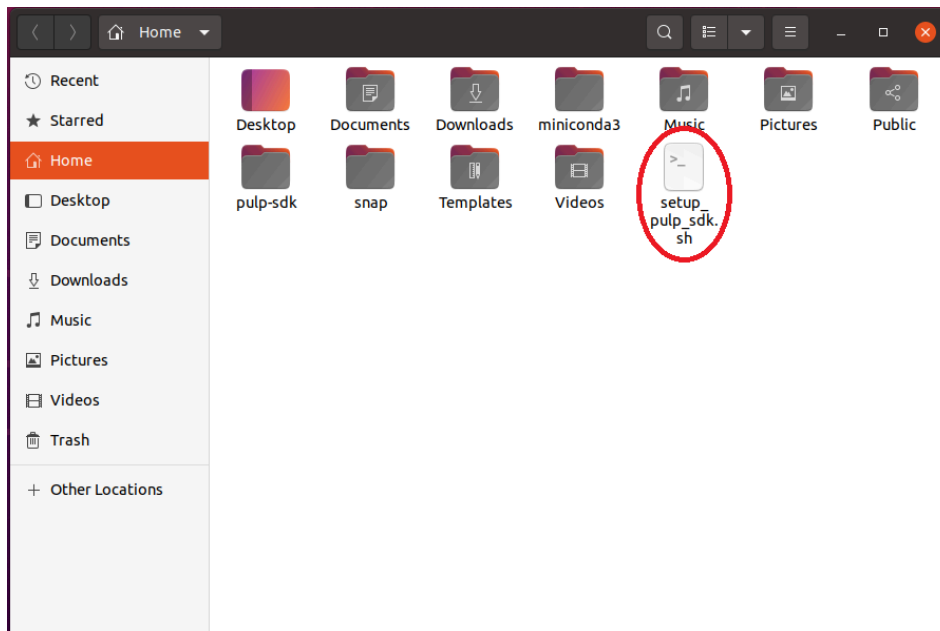 Home
Recent
Starred
Home
Desktop
Documents
Downloads
Music
Pictures
Videos
Trash
+ Other Locations
Desktop
Documents
Downloads
miniconda3
Music
Pictures
Public
pulp-sdk
snap
Templates
Videos
>_
setup_
pulp_sdk.
sh